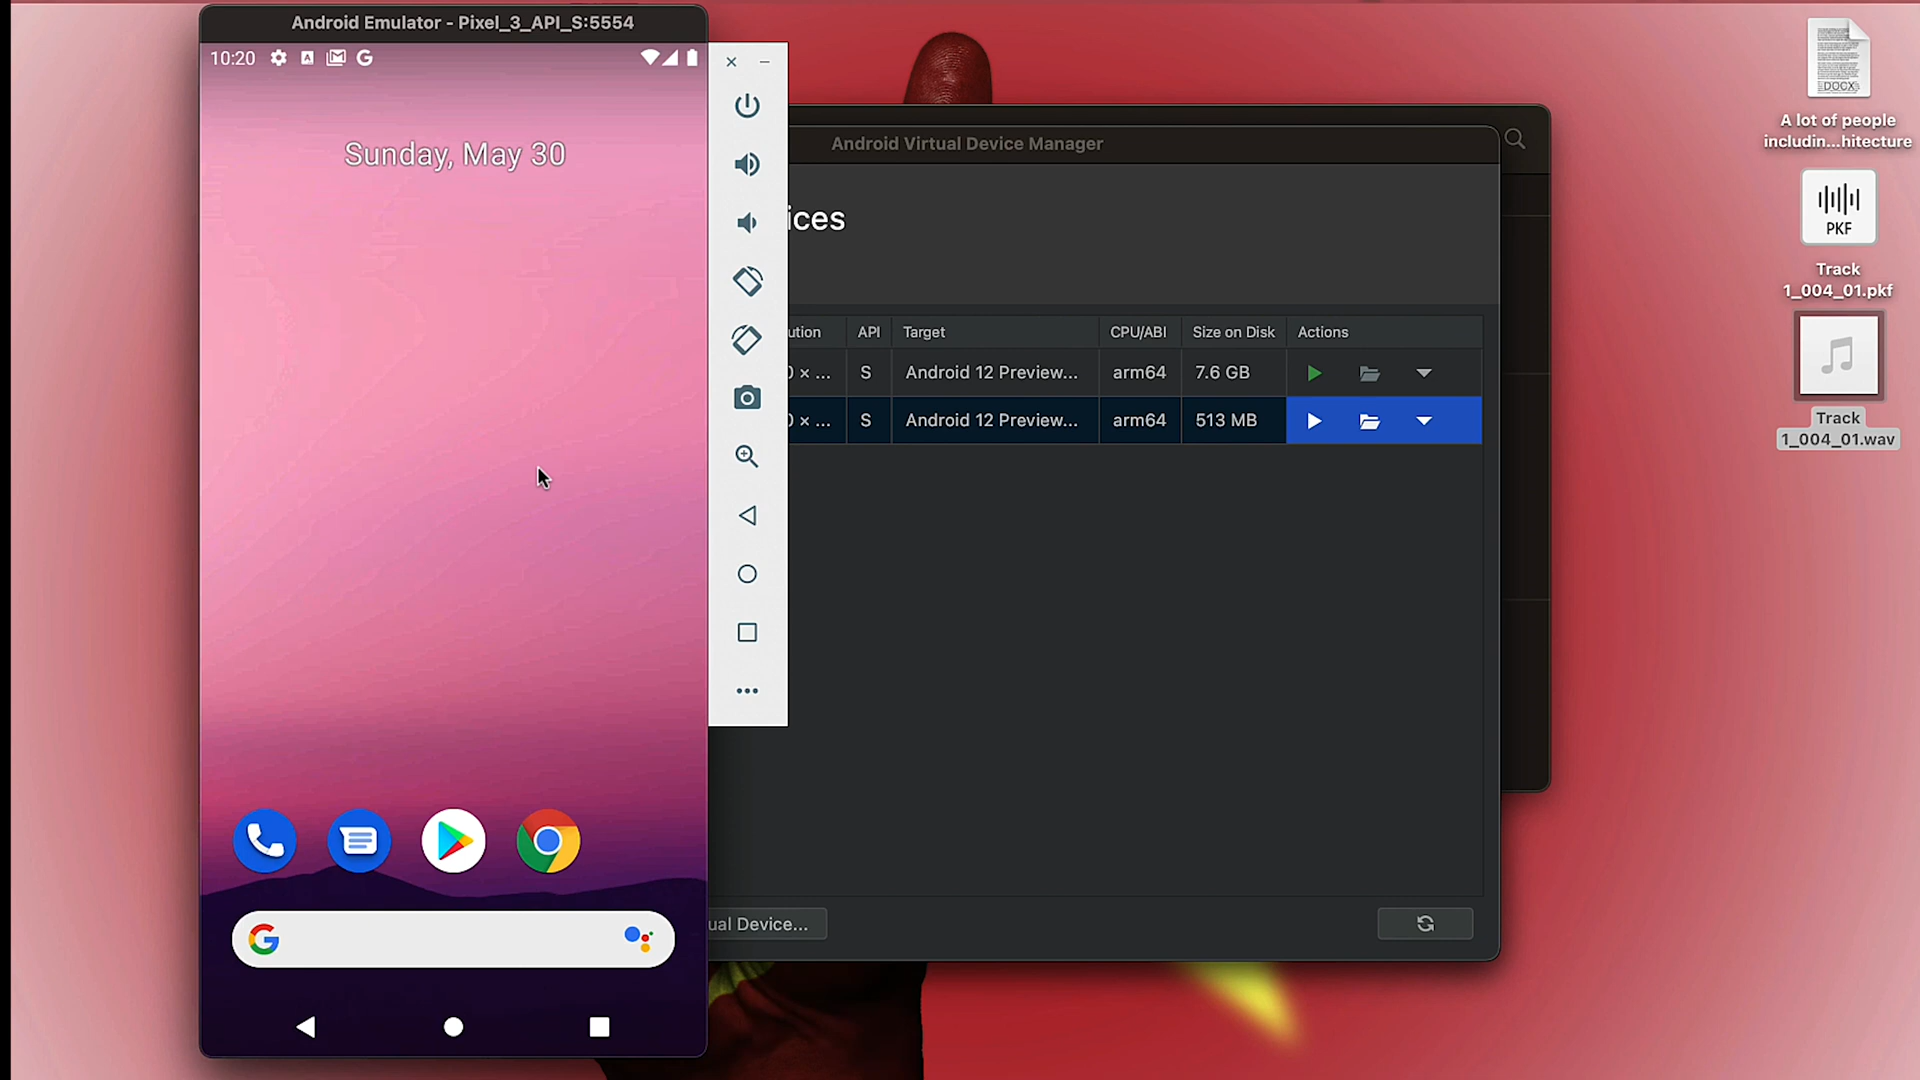 Android Emulator - Pixel_3_API_S:5554
10:20
Sunday, May 30
Android Virtual Device Manager
ices
ution API Target CPU/ABI Size on Disk Actions
0 × ... S Android 12 Preview... arm64 7.6 GB
0 × ... S Android 12 Preview... arm64 513 MB
ual Device...
DOCX
A lot of people
includin...hitecture
PKF
Track
1_004_01.pkf
Track
1_004_01.wav